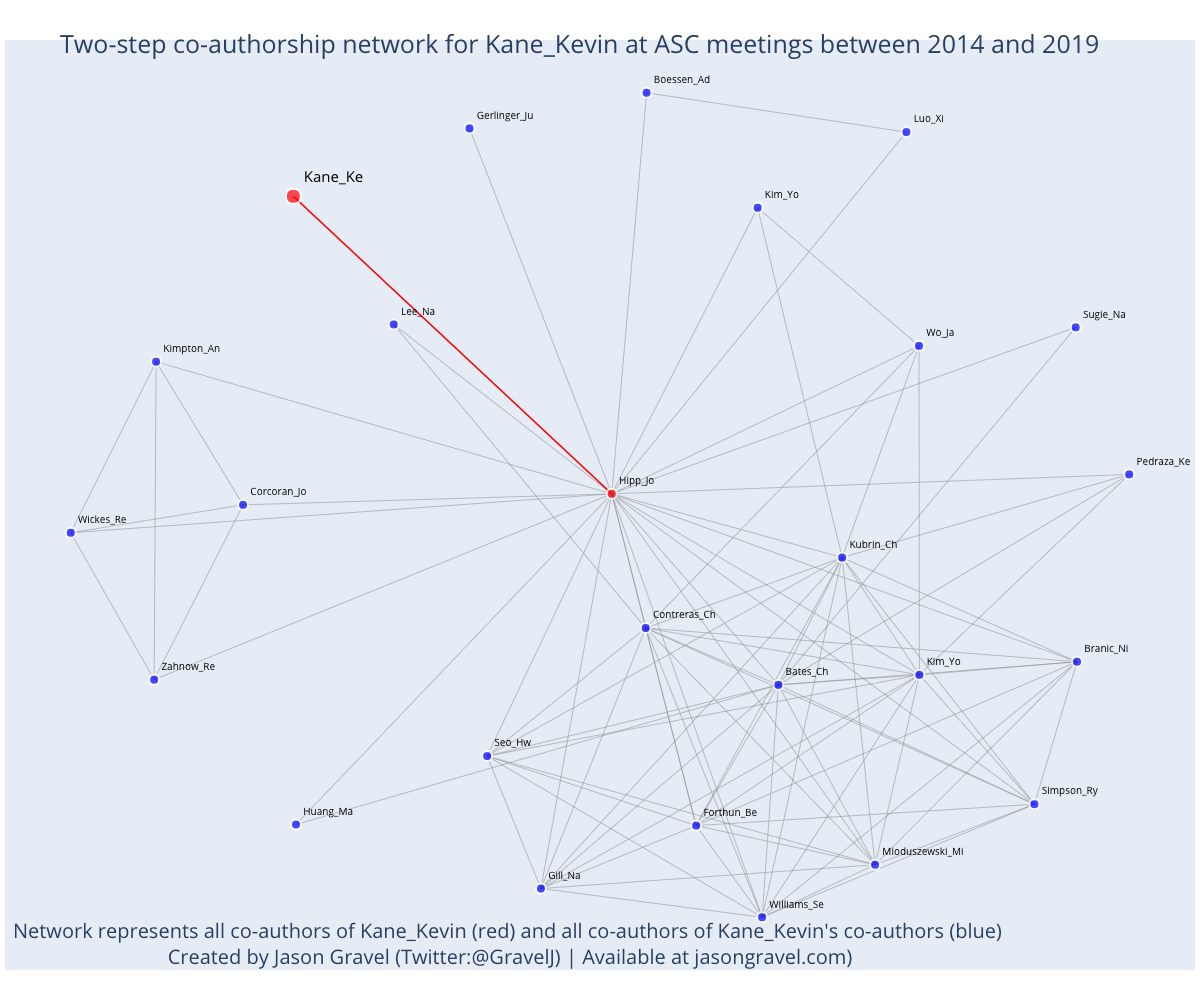 Two-step co-authorship network for Kane_Kevin at ASC meetings between 2014 and 2019
Boessen_Ad
Gerlinger_Ju
Luo_Xi
Kane_Ke
Kim_Yo
Lee_Na
Sugie_Na
Wo_Ja
Kimpton_An
Pedraza_Ke
Hipp_Jo
Corcoran_Jo
Wickes_Re
Kubrin_Ch
Contreras_Ch
Branic_Ni
Kim_Yo
Zahnow_Re
Bates_Ch
Seo_Hw
Simpson_Ry
Huang_Ma
Forthun_Be
Mioduszewski_Mi
Gill_Na
Williams_Se
Network represents all co-authors of Kane_Kevin (red) and all co-authors of Kane_Kevin's co-authors (blue)
Created by Jason Gravel (Twitter:@GravelJ) | Available at jasongravel.com)